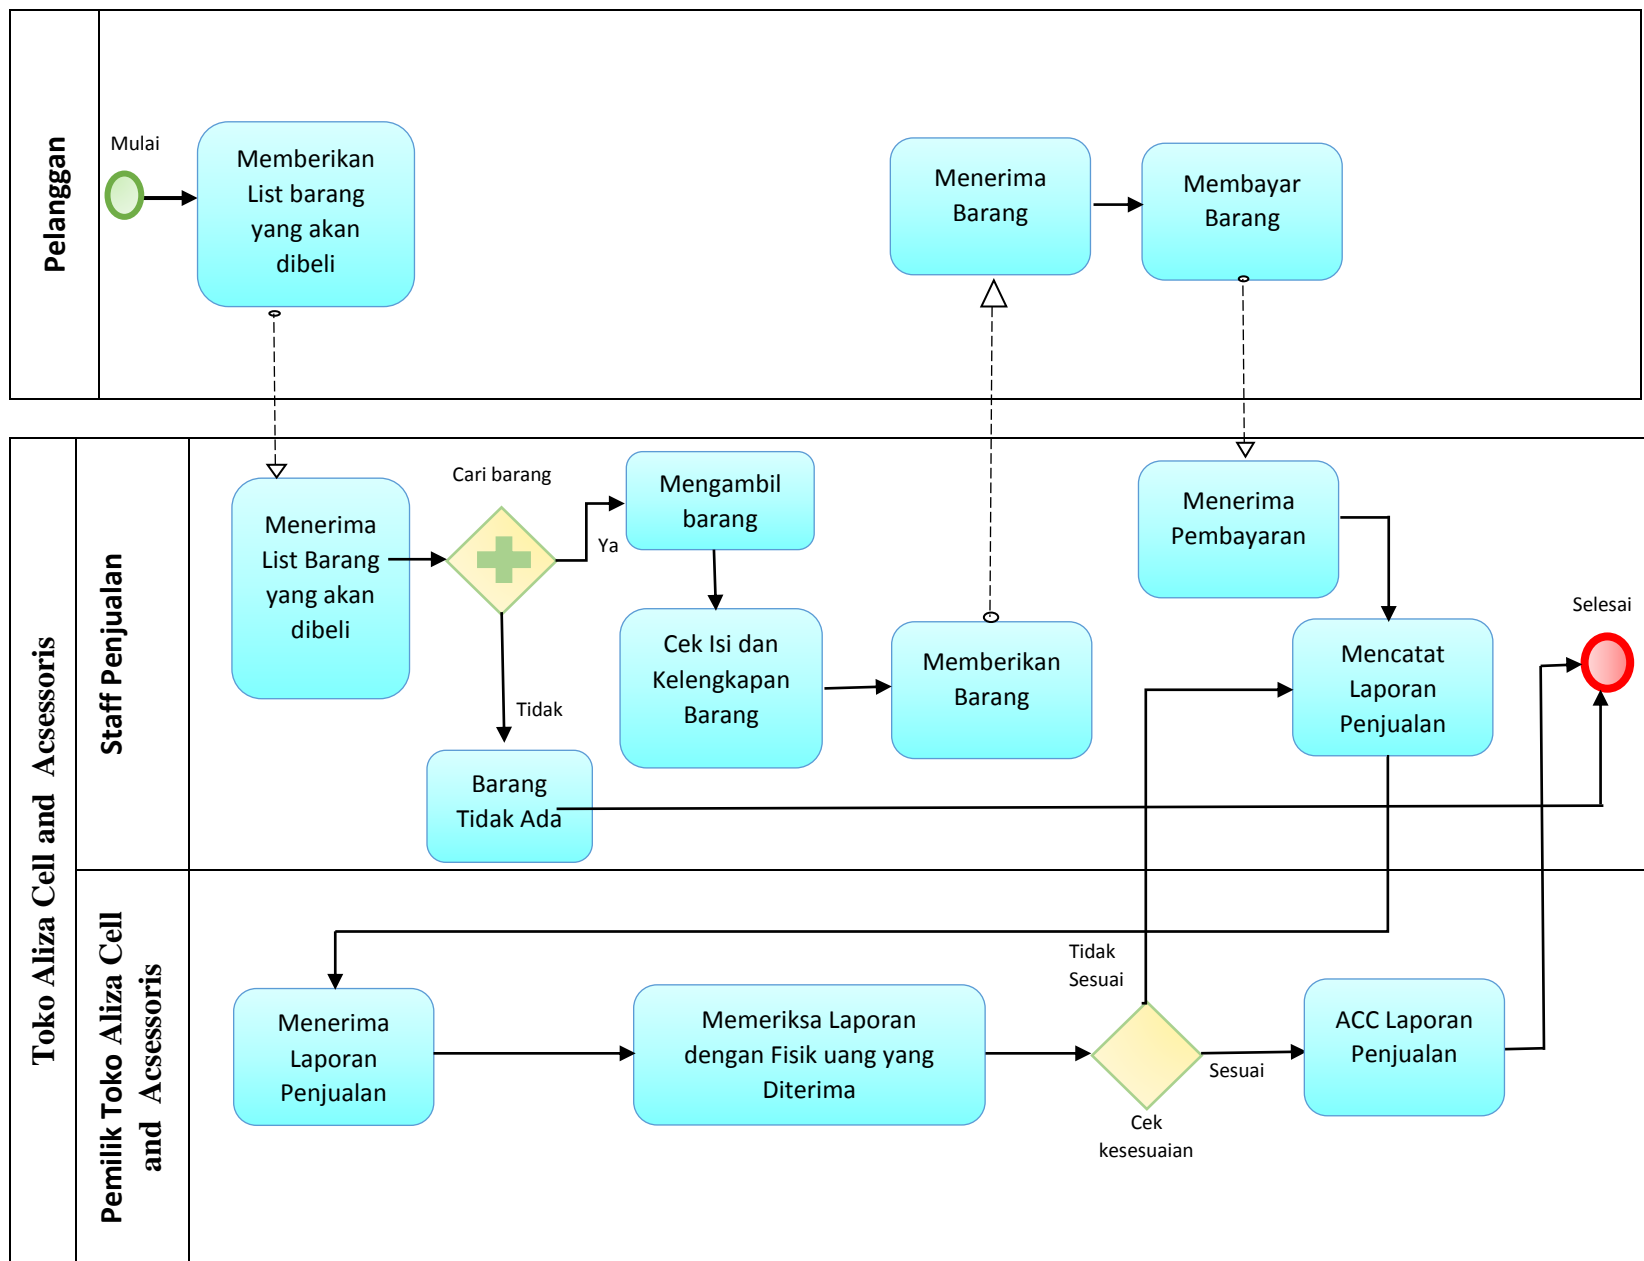 Pelanggan
Mulai
Memberikan
List barang
yang akan
dibeli
Menerima
Barang
Membayar
Barang
Toko Aliza Cell and Acsessoris
Staff Penjualan
Menerima
List Barang
yang akan
dibeli
Cari barang
Ya
Tidak
Mengambil
barang
Cek Isi dan
Kelengkapan
Barang
Memberikan
Barang
Barang
Tidak Ada
Menerima
Pembayaran
Mencatat
Laporan
Penjualan
Selesai
Pemilik Toko Aliza Cell
and Acsessoris
Menerima
Laporan
Penjualan
Memeriksa Laporan
dengan Fisik uang yang
Diterima
Tidak
Sesuai
Sesuai
Cek
kesesuaian
ACC Laporan
Penjualan